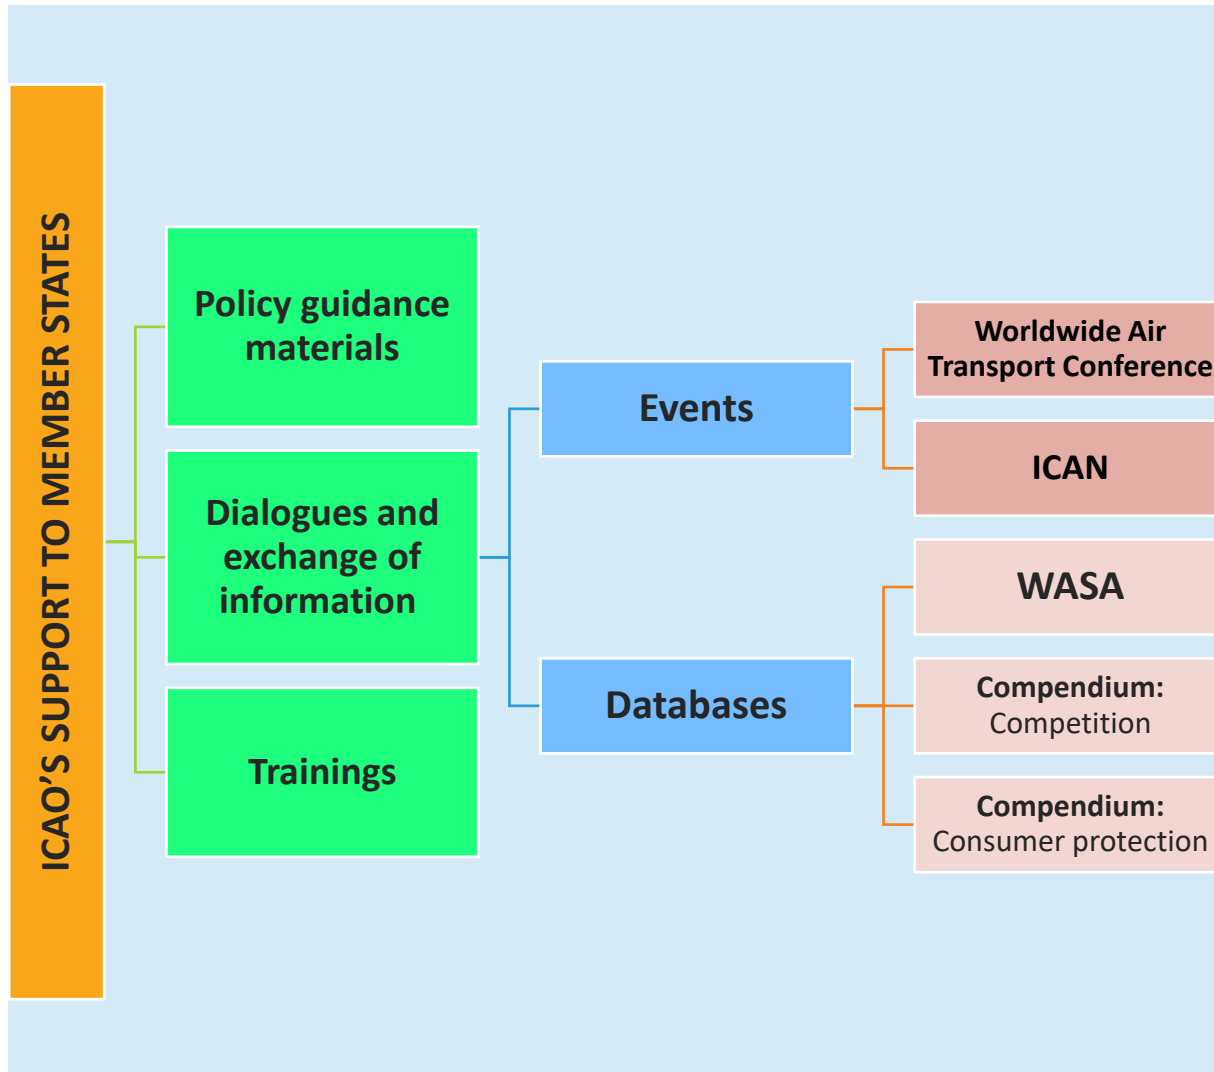 ICAO’S SUPPORT TO MEMBER STATES
Policy guidance
materials
Dialogues and
exchange of
information
Trainings
Events
Databases
Worldwide Air
Transport Conference
ICAN
WASA
Compendium:
Competition
Compendium:
Consumer protection